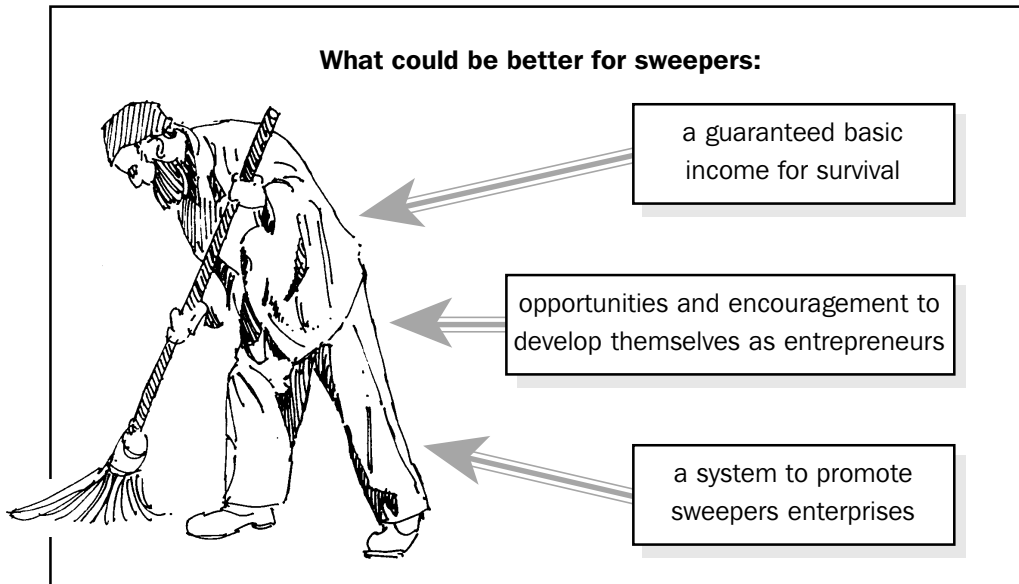 What could be better for sweepers:
a guaranteed basic
income for survival
opportunities and encouragement to
develop themselves as entrepreneurs
a system to promote
sweepers enterprises